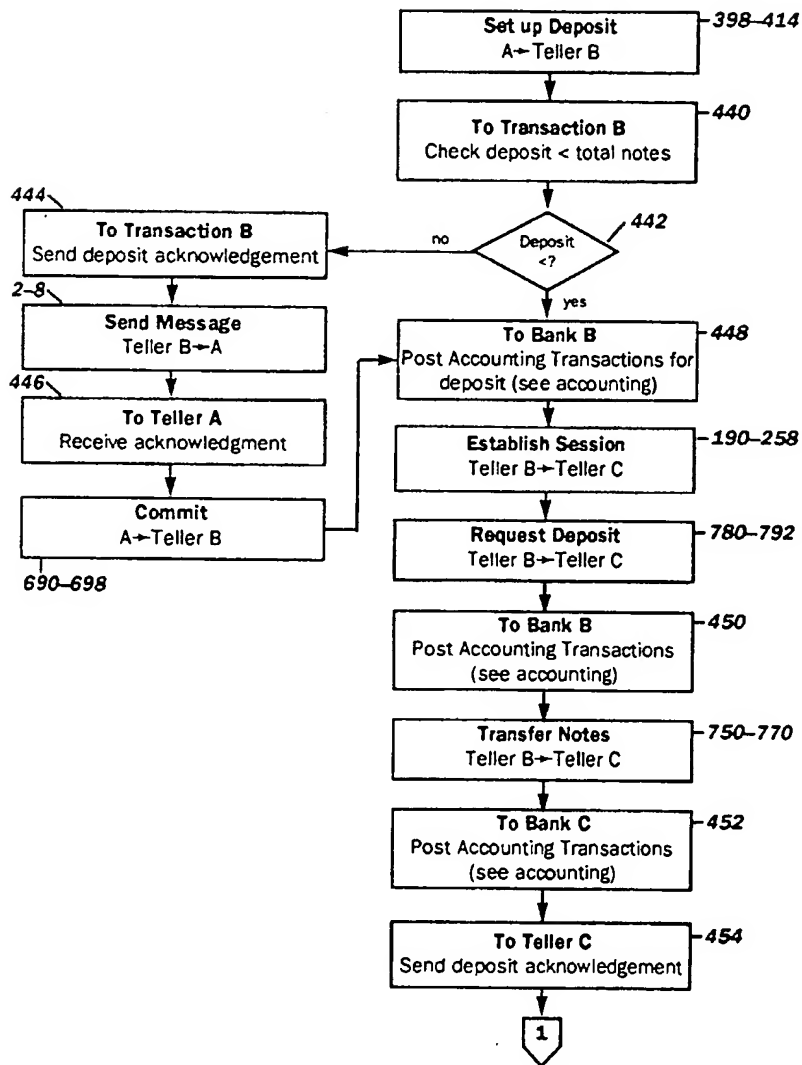 Set up Deposit
A→Teller B
398–414
To Transaction B
Check deposit < total notes
440
Deposit
<?
442
no
yes
444
To Transaction B
Send deposit acknowledgement
2–8
Send Message
Teller B→A
446
To Teller A
Receive acknowledgment
Commit
A→Teller B
690–698
To Bank B
Post Accounting Transactions for
deposit (see accounting)
448
Establish Session
Teller B→Teller C
190–258
Request Deposit
Teller B→Teller C
780–792
To Bank B
Post Accounting Transactions
(see accounting)
450
Transfer Notes
Teller B→Teller C
750–770
To Bank C
Post Accounting Transactions
(see accounting)
452
To Teller C
Send deposit acknowledgement
454
1